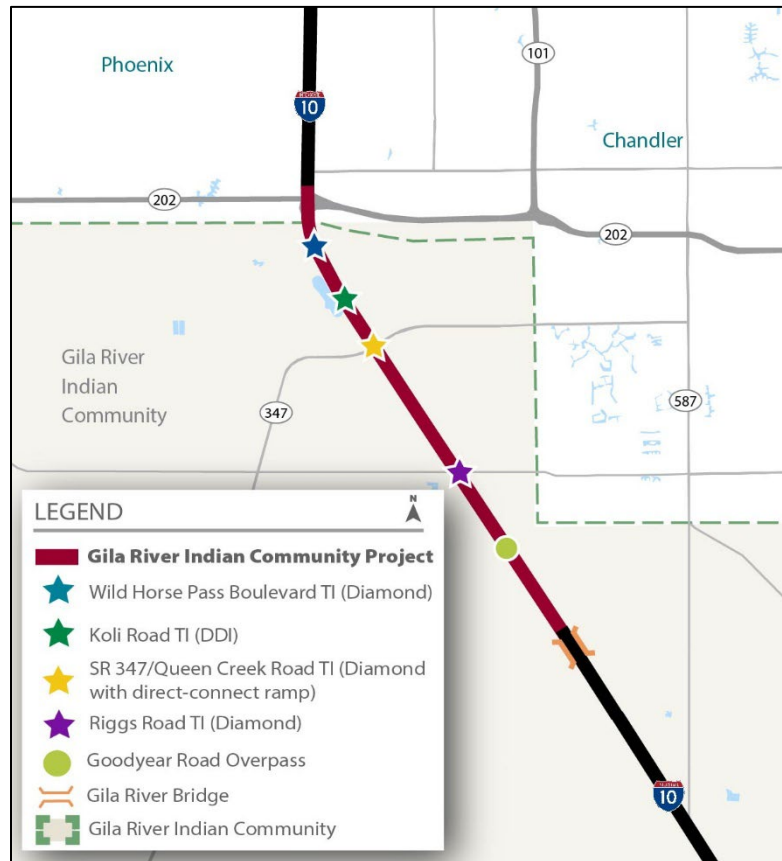 Phoenix
101
10
Chandler
202
202
Gila River
Indian
Community
347
587
LEGEND
N
Gila River Indian Community Project
Wild Horse Pass Boulevard TI (Diamond)
Koli Road TI (DDI)
SR 347/Queen Creek Road TI (Diamond
with direct-connect ramp)
Riggs Road TI (Diamond)
Goodyear Road Overpass
Gila River Bridge
Gila River Indian Community
10